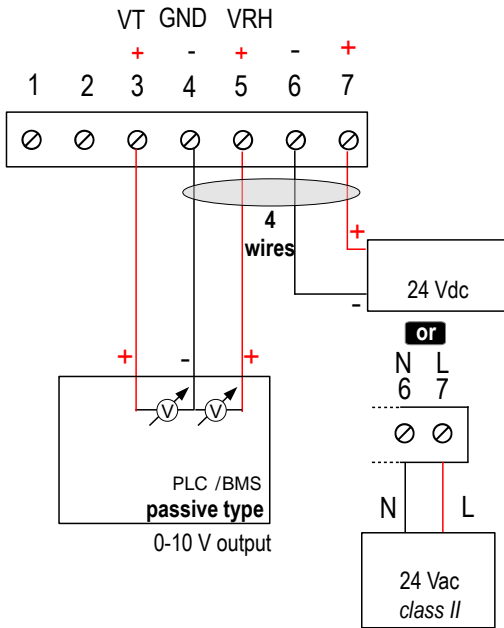 VT GND VRH
+ - + - +
1 2 3 4 5 6 7
4
wires
+
24 Vdc
-
or
+ - +
V V
PLC /BMS
passive type
0-10 V output
N L
6 7
N L
24 Vac
class II